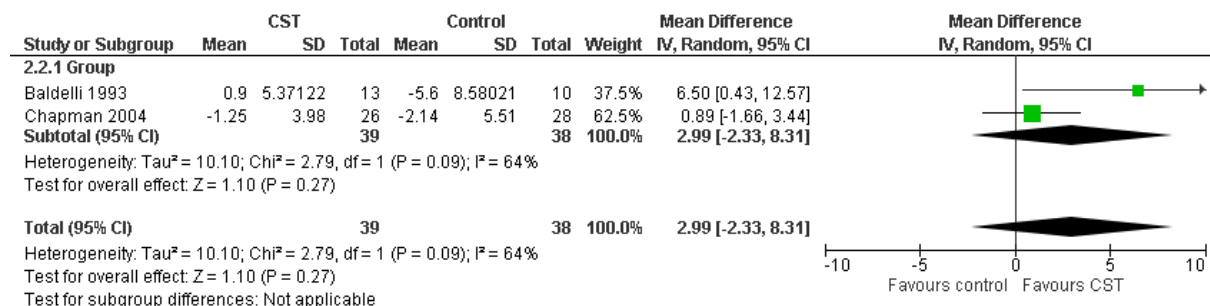 CST Control Mean Difference Mean Difference
Study or Subgroup Mean SD Total Mean SD Total Weight IV, Random, 95% CI IV, Random, 95% CI
2.2.1 Group
Baldelli 1993 0.9 5.37122 13 -5.6 8.58021 10 37.5% 6.50 [0.43, 12.57]
Chapman 2004 -1.25 3.98 26 -2.14 5.51 28 62.5% 0.89 [-1.66, 3.44]
Subtotal (95% CI) 39 38 100.0% 2.99 [-2.33, 8.31]
Heterogeneity: Tau² = 10.10; Chi² = 2.79, df = 1 (P = 0.09); I² = 64%
Test for overall effect: Z = 1.10 (P = 0.27)
Total (95% CI) 39 38 100.0% 2.99 [-2.33, 8.31]
Heterogeneity: Tau² = 10.10; Chi² = 2.79, df = 1 (P = 0.09); I² = 64%
Test for overall effect: Z = 1.10 (P = 0.27)
Test for subgroup differences: Not applicable
-10 -5 0 5 10
Favours control Favours CST